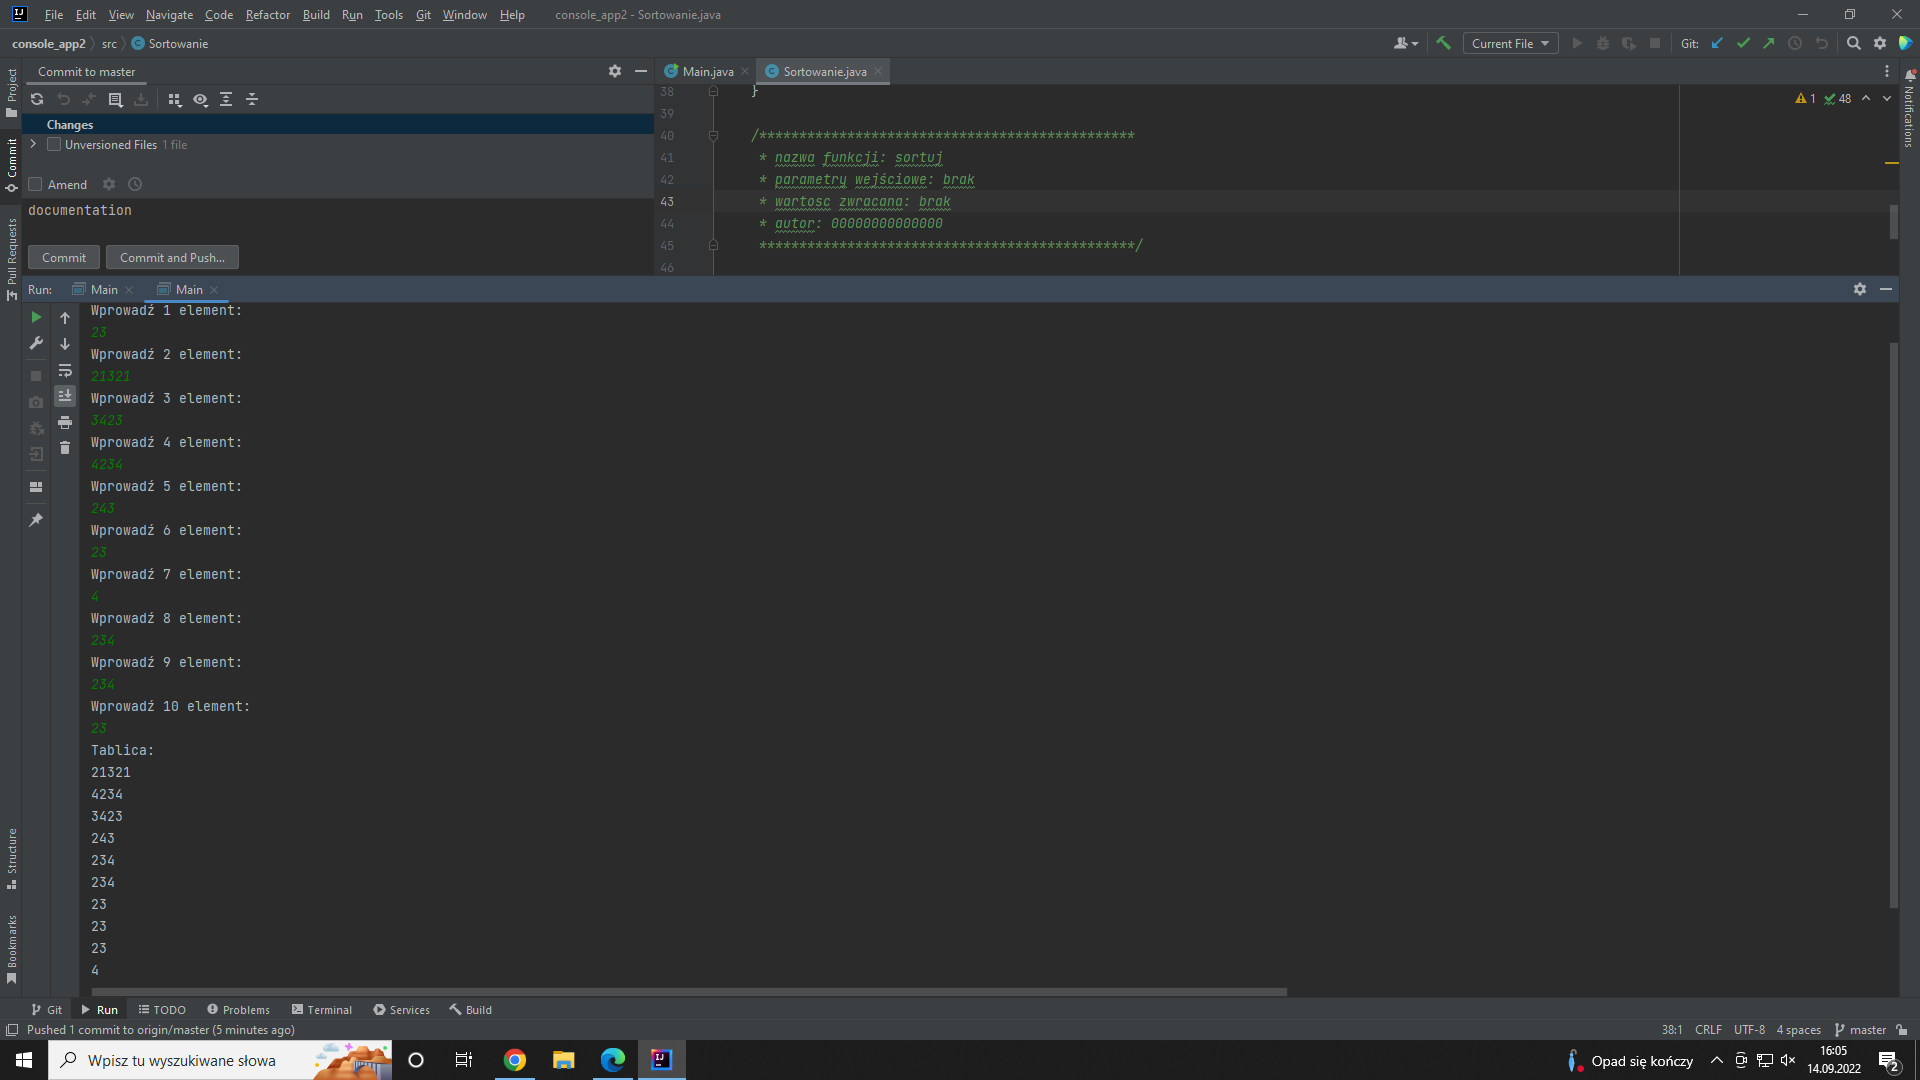 File Edit View Navigate Code Refactor Build Run Tools Git Window Help console_app2 - Sortowanie.java
console_app2 src Sortowanie Current File Git:
Project
Commit
Pull Requests
Structure
Bookmarks
Notifications
Commit to master
Changes
Unversioned Files 1 file
Amend
documentation
Commit Commit and Push...
Main.java Sortowanie.java
1 48
38 }
39
40 /***********************************************
41 * nazwa funkcji: sortuj
42 * parametry wejściowe: brak
43 * wartosc zwracana: brak
44 * autor: 00000000000000
45 ***********************************************/
46
Run: Main Main
Wprowadź 1 element:
23
Wprowadź 2 element:
21321
Wprowadź 3 element:
3423
Wprowadź 4 element:
4234
Wprowadź 5 element:
243
Wprowadź 6 element:
23
Wprowadź 7 element:
4
Wprowadź 8 element:
234
Wprowadź 9 element:
234
Wprowadź 10 element:
23
Tablica:
21321
4234
3423
243
234
234
23
23
23
4
Git Run TODO Problems Terminal Services Build
Pushed 1 commit to origin/master (5 minutes ago) 38:1 CRLF UTF-8 4 spaces master
Wpisz tu wyszukiwane słowa Opad się kończy 16:05
14.09.2022
2